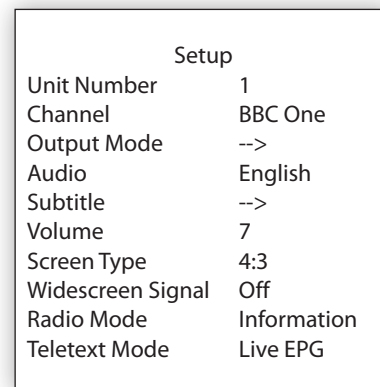 Setup
Unit Number 1
Channel BBC One
Output Mode -->
Audio English
Subtitle -->
Volume 7
Screen Type 4:3
Widescreen Signal Off
Radio Mode Information
Teletext Mode Live EPG